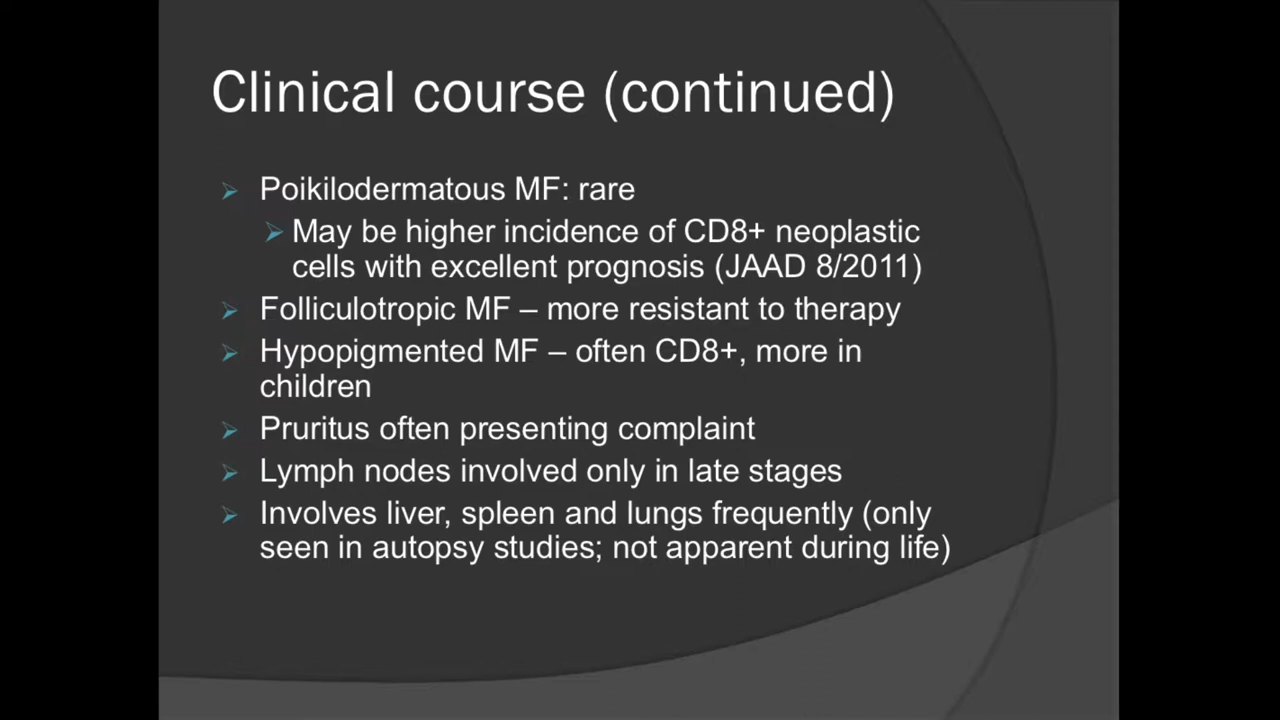 Clinical course (continued)
Poikilodermatous MF: rare
May be higher incidence of CD8+ neoplastic
cells with excellent prognosis (JAAD 8/2011)
Folliculotropic MF – more resistant to therapy
Hypopigmented MF – often CD8+, more in
children
Pruritus often presenting complaint
Lymph nodes involved only in late stages
Involves liver, spleen and lungs frequently (only
seen in autopsy studies; not apparent during life)